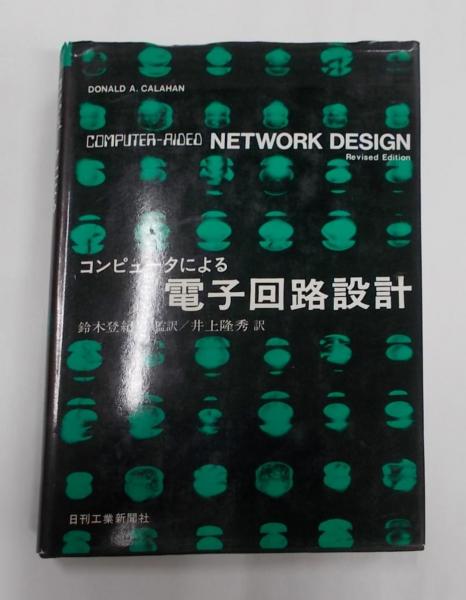 DONALD A. CALAHAN
COMPUTER-AIDED NETWORK DESIGN
Revised Edition
コンピュータによる
電子回路設計
鈴木登紀 監訳/井上隆秀 訳
日刊工業新聞社